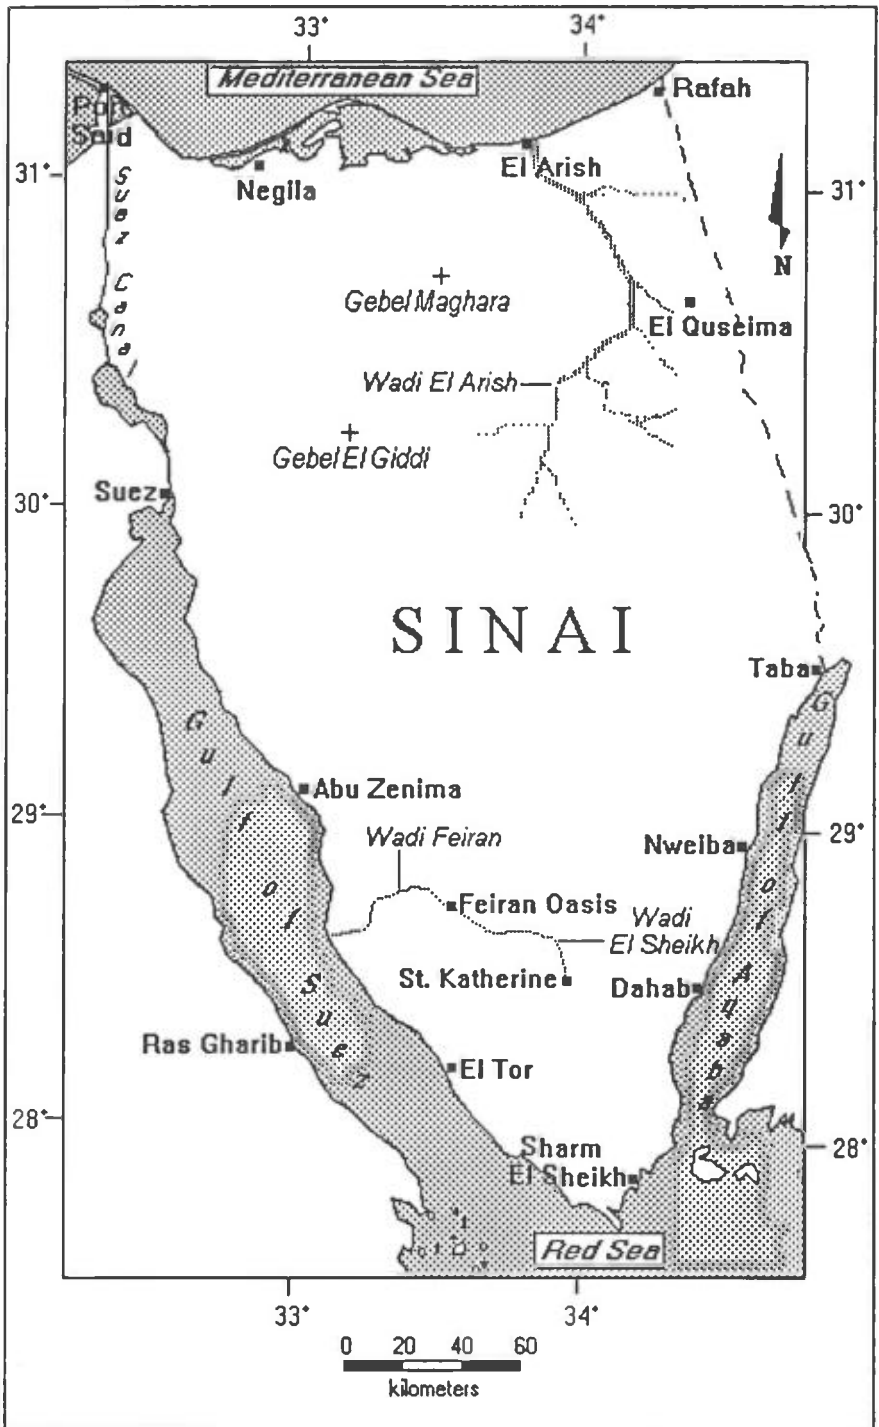 33°
34°
Mediterranean Sea
Rafah
Port
Said
El Arish
31°
31°
Negila
Suez Canal
N
Gebel Maghara
El Quseima
Wadi El Arish
Gebel El Giddi
Suez
30°
30°
SINAI
Taba
Gulf of Suez
Gulf of Aqaba
Abu Zenima
29°
29°
Wadi Feiran
Nweiba
Feiran Oasis
Wadi
El Sheikh
St. Katherine
Dahab
Ras Gharib
El Tor
28°
28°
Sharm
El Sheikh
Red Sea
33°
34°
0 20 40 60
kilometers